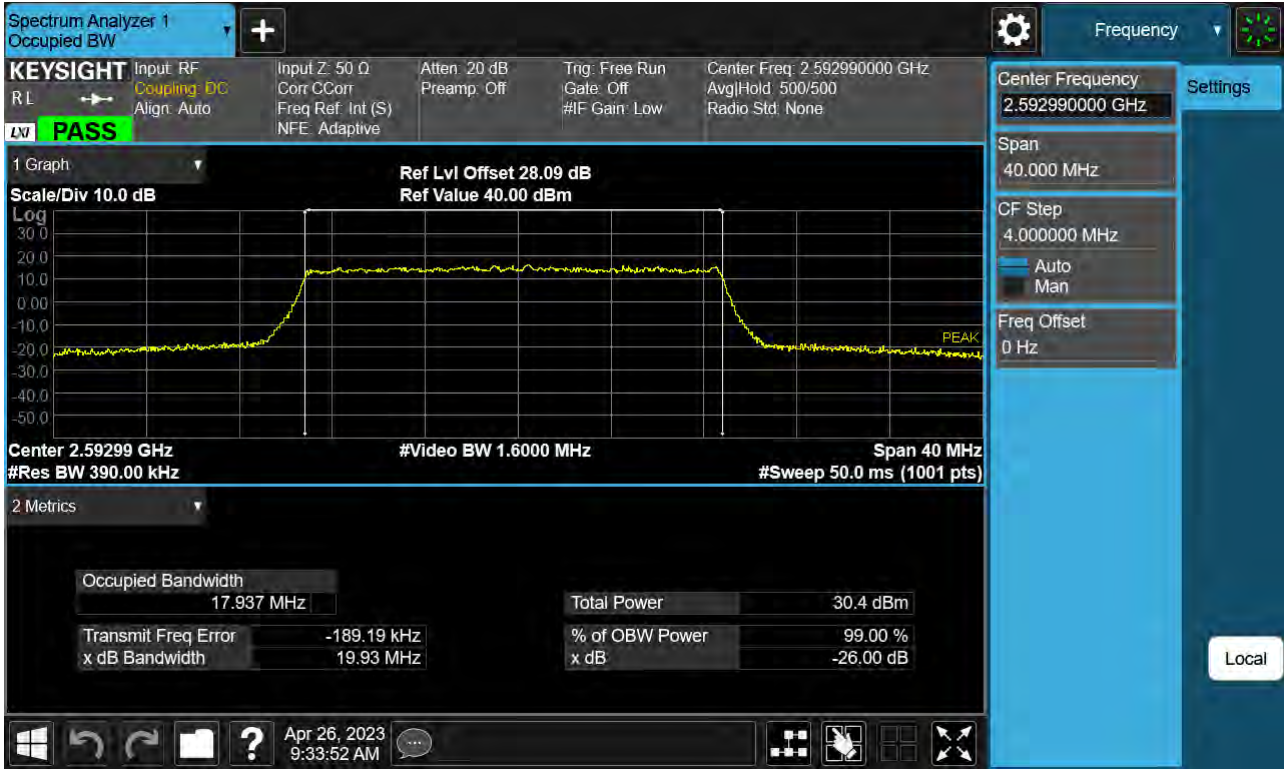 Spectrum Analyzer 1
Occupied BW
Frequency
KEYSIGHT
RL
LXI
PASS
Input: RF
Coupling: DC
Align: Auto
Input Z: 50 Ω
Corr CCorr
Freq Ref: Int (S)
NFE: Adaptive
Atten: 20 dB
Preamp: Off
Trig: Free Run
Gate: Off
#IF Gain: Low
Center Freq: 2.592990000 GHz
Avg|Hold: 500/500
Radio Std: None
Center Frequency
2.592990000 GHz
Settings
Span
40.000 MHz
CF Step
4.000000 MHz
Auto
Man
Freq Offset
0 Hz
Local
1 Graph
Scale/Div 10.0 dB
Ref Lvl Offset 28.09 dB
Ref Value 40.00 dBm
Log
30.0
20.0
10.0
0.00
-10.0
-20.0
-30.0
-40.0
-50.0
PEAK
Center 2.59299 GHz
#Video BW 1.6000 MHz
Span 40 MHz
#Res BW 390.00 kHz
#Sweep 50.0 ms (1001 pts)
2 Metrics
Occupied Bandwidth
17.937 MHz
Total Power 30.4 dBm
Transmit Freq Error -189.19 kHz
% of OBW Power 99.00 %
x dB Bandwidth 19.93 MHz
x dB -26.00 dB
Apr 26, 2023
9:33:52 AM